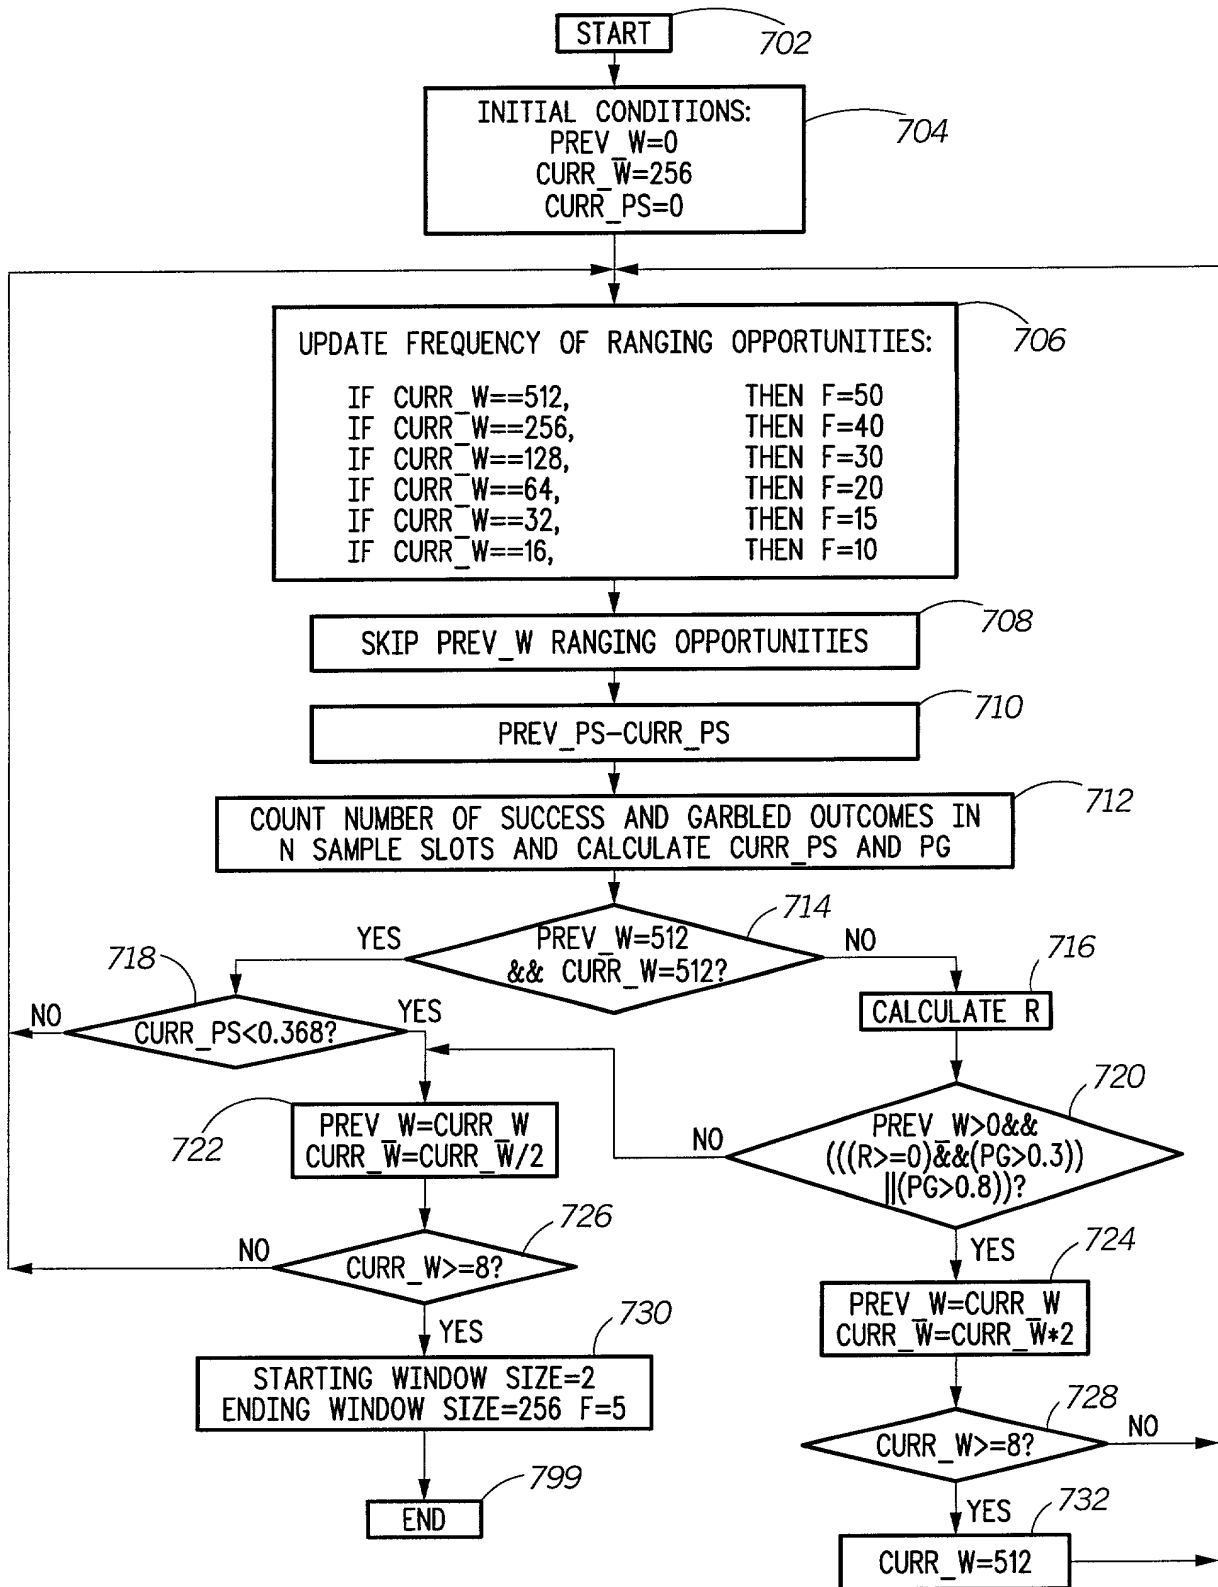 START
702
INITIAL CONDITIONS:
PREV_W=0
CURR_W=256
CURR_PS=0
704
UPDATE FREQUENCY OF RANGING OPPORTUNITIES:
706
IF CURR_W==512, THEN F=50
IF CURR_W==256, THEN F=40
IF CURR_W==128, THEN F=30
IF CURR_W==64, THEN F=20
IF CURR_W==32, THEN F=15
IF CURR_W==16, THEN F=10
SKIP PREV_W RANGING OPPORTUNITIES
708
PREV_PS-CURR_PS
710
COUNT NUMBER OF SUCCESS AND GARBLED OUTCOMES IN
N SAMPLE SLOTS AND CALCULATE CURR_PS AND PG
712
PREV_W=512
&& CURR_W=512?
714
YES
NO
718
CURR_PS<0.368?
NO
YES
716
CALCULATE R
720
PREV_W>0&&
(((R>=0)&&(PG>0.3))
||(PG>0.8))?
NO
YES
722
PREV_W=CURR_W
CURR_W=CURR_W/2
726
CURR_W>=8?
NO
YES
724
PREV_W=CURR_W
CURR_W=CURR_W*2
730
STARTING WINDOW SIZE=2
ENDING WINDOW SIZE=256 F=5
728
CURR_W>=8?
NO
YES
799
END
732
CURR_W=512